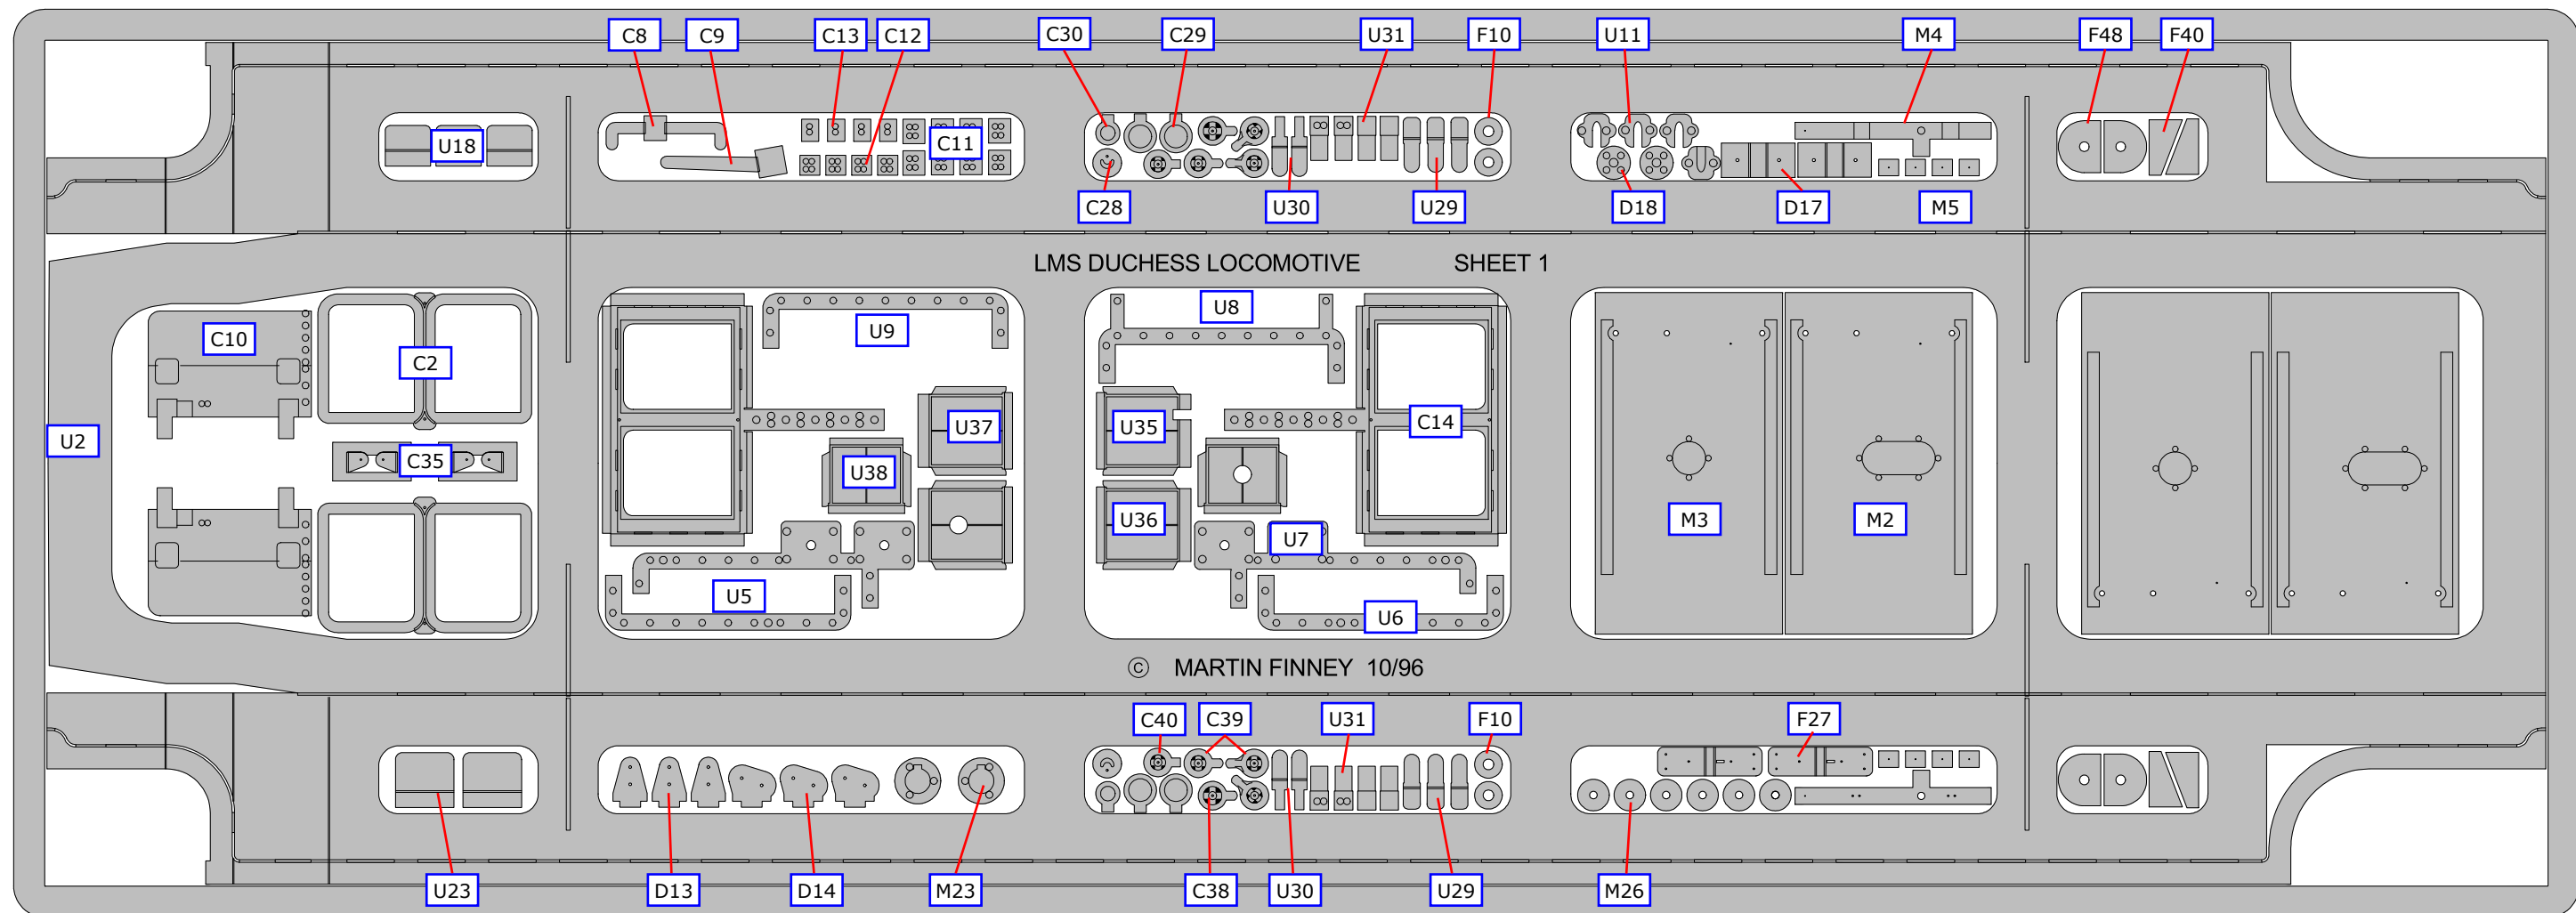 C8 C9 C13 C12 C30 C29 U31 F10 U11 M4 F48 F40
U18 C11
C28 U30 U29 D18 D17 M5
LMS DUCHESS LOCOMOTIVE SHEET 1
C10 C2 U9 U8
U2 C35 U37 U38 U35 C14
U36 U7 M3 M2
U5 U6
© MARTIN FINNEY 10/96
C40 C39 U31 F10 F27
U23 D13 D14 M23 C38 U30 U29 M26